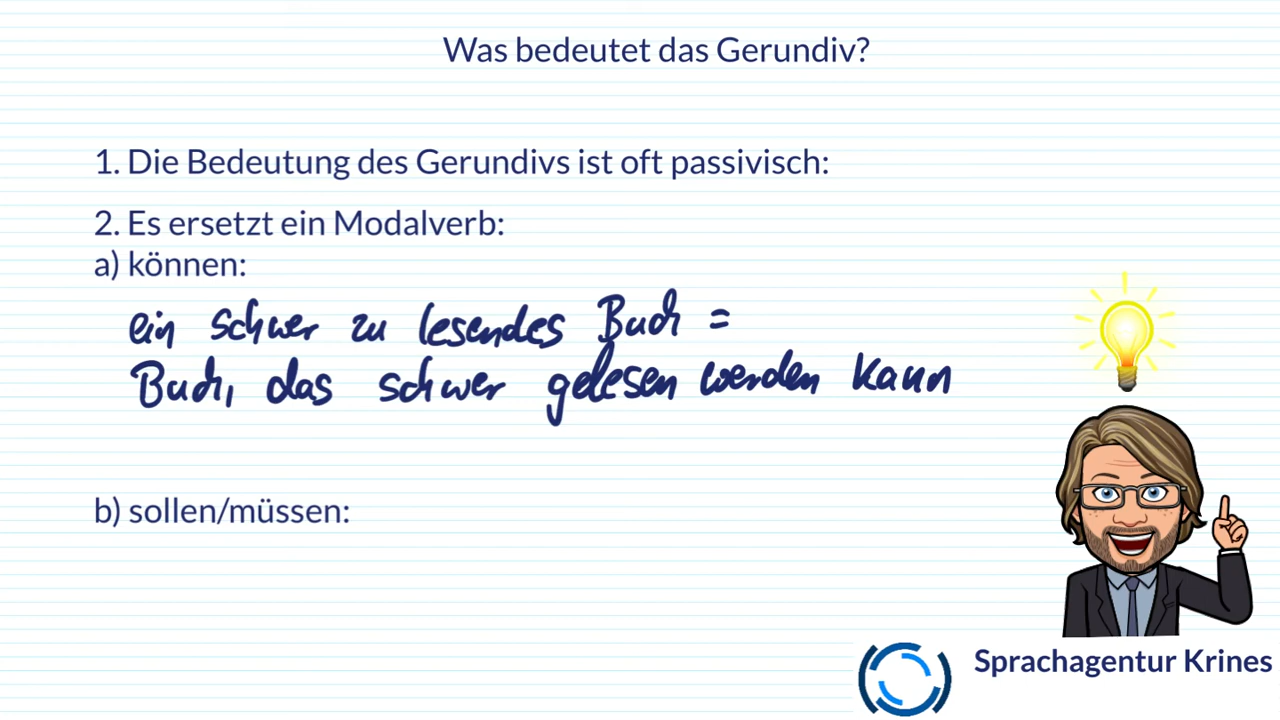 Was bedeutet das Gerundiv?
1. Die Bedeutung des Gerundivs ist oft passivisch:
2. Es ersetzt ein Modalverb:
a) können:
ein schwer zu lesendes Buch =
Buch, das schwer gelesen werden kann
b) sollen/müssen:
Sprachagentur Krines